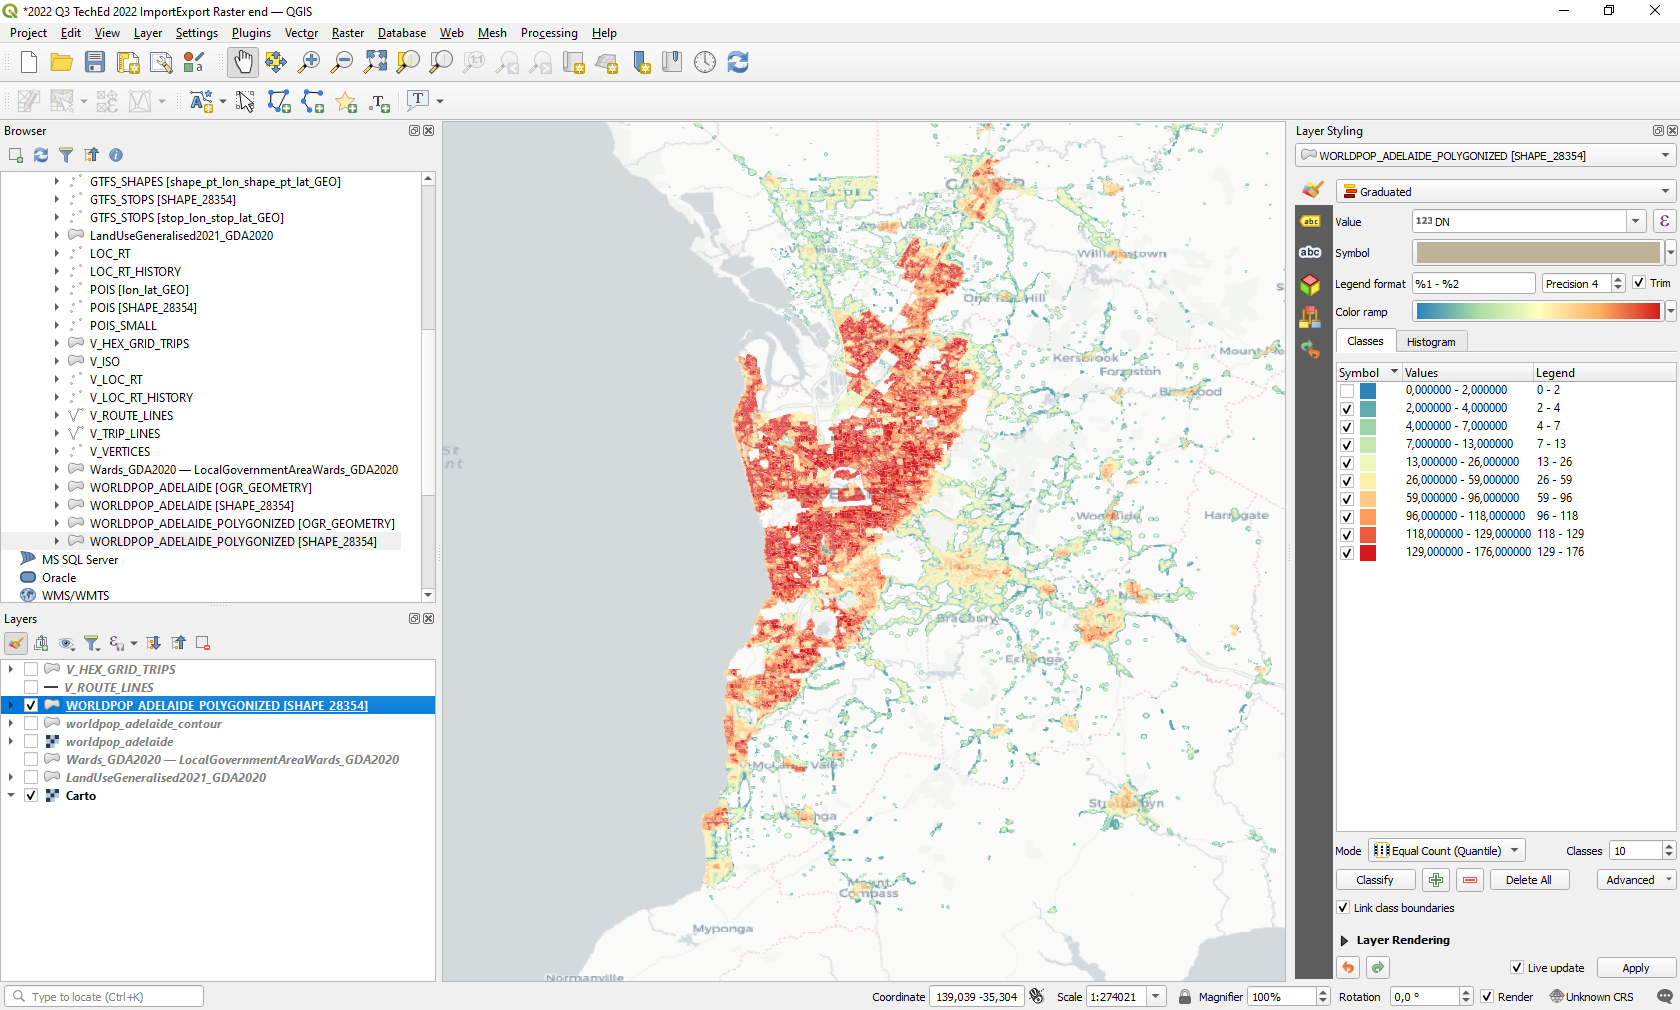 *2022 Q3 TechEd 2022 ImportExport Raster end — QGIS
Project Edit View Layer Settings Plugins Vector Raster Database Web Mesh Processing Help
Browser
GTFS_SHAPES [shape_pt_lon_shape_pt_lat_GEO]
GTFS_STOPS [SHAPE_28354]
GTFS_STOPS [stop_lon_stop_lat_GEO]
LandUseGeneralised2021_GDA2020
LOC_RT
LOC_RT_HISTORY
POIS [lon_lat_GEO]
POIS [SHAPE_28354]
POIS_SMALL
V_HEX_GRID_TRIPS
V_ISO
V_LOC_RT
V_LOC_RT_HISTORY
V_ROUTE_LINES
V_TRIP_LINES
V_VERTICES
Wards_GDA2020 — LocalGovernmentAreaWards_GDA2020
WORLDPOP_ADELAIDE [OGR_GEOMETRY]
WORLDPOP_ADELAIDE [SHAPE_28354]
WORLDPOP_ADELAIDE_POLYGONIZED [OGR_GEOMETRY]
WORLDPOP_ADELAIDE_POLYGONIZED [SHAPE_28354]
MS SQL Server
Oracle
WMS/WMTS
Layers
V_HEX_GRID_TRIPS
V_ROUTE_LINES
WORLDPOP_ADELAIDE_POLYGONIZED [SHAPE_28354]
worldpop_adelaide_contour
worldpop_adelaide
Wards_GDA2020 — LocalGovernmentAreaWards_GDA2020
LandUseGeneralised2021_GDA2020
Carto
Virginia
Williamstown
One Tree Hill
Kersbrook
Forreston
Birdwood
Woodside
Harrogate
Nairne
Bradbury
Echunga
McLaren Vale
Willunga
Strathalbyn
Mount
Compass
Myponga
Normanville
Layer Styling
WORLDPOP_ADELAIDE_POLYGONIZED [SHAPE_28354]
Graduated
Value 123 DN
Symbol
Legend format %1 - %2 Precision 4 Trim
Color ramp
Classes Histogram
Symbol Values Legend
0,000000 - 2,000000 0 - 2
2,000000 - 4,000000 2 - 4
4,000000 - 7,000000 4 - 7
7,000000 - 13,000000 7 - 13
13,000000 - 26,000000 13 - 26
26,000000 - 59,000000 26 - 59
59,000000 - 96,000000 59 - 96
96,000000 - 118,000000 96 - 118
118,000000 - 129,000000 118 - 129
129,000000 - 176,000000 129 - 176
Mode Equal Count (Quantile) Classes 10
Classify Delete All Advanced
Link class boundaries
Layer Rendering
Live update Apply
Type to locate (Ctrl+K) Coordinate 139,039 -35,304 Scale 1:274021 Magnifier 100% Rotation 0,0 ° Render Unknown CRS